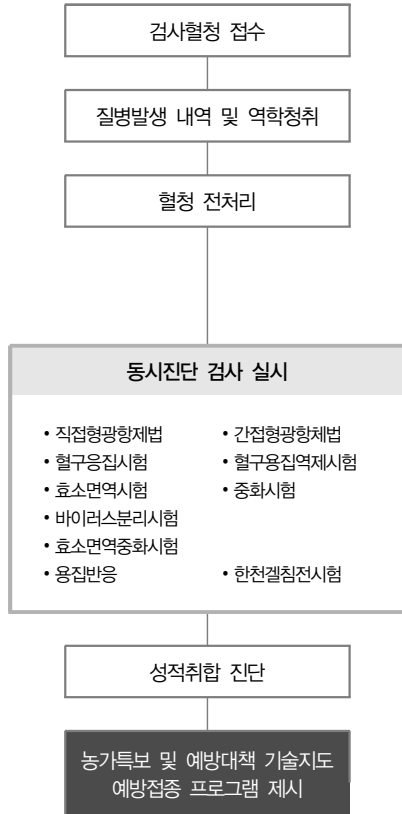 검사혈청 접수
질병발생 내역 및 역학청취
혈청 전처리
동시진단 검사 실시
• 직접형광항제법 • 간접형광항체법
• 혈구응집시험 • 혈구용집역제시험
• 효소면역시험 • 중화시험
• 바이러스분리시험
• 효소면역중화시험
• 용집반응 • 한천겔침전시험
성적취합 진단
농가특보 및 예방대책 기술지도
예방접종 프로그램 제시